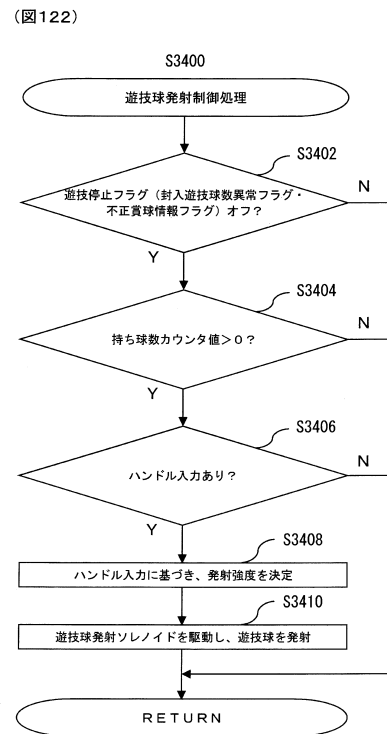 (図122)
S3400
遊技球発射制御処理
S3402
遊技停止フラグ(封入遊技球数異常フラグ・
不正賞球情報フラグ)オフ?
N
Y
S3404
持ち球数カウンタ値>0?
N
Y
S3406
ハンドル入力あり?
N
Y
S3408
ハンドル入力に基づき、発射強度を決定
S3410
遊技球発射ソレノイドを駆動し、遊技球を発射
RETURN